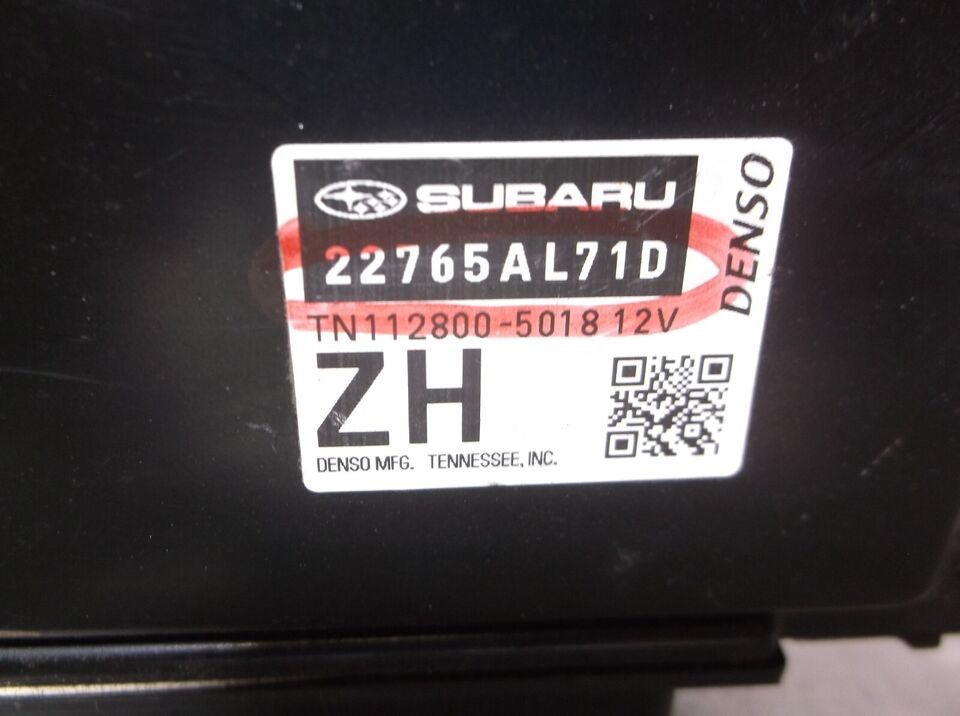 SUBARU
22765AL71D
TN112800-5018 12V
ZH
DENSO MFG. TENNESSEE, INC.
DENSO